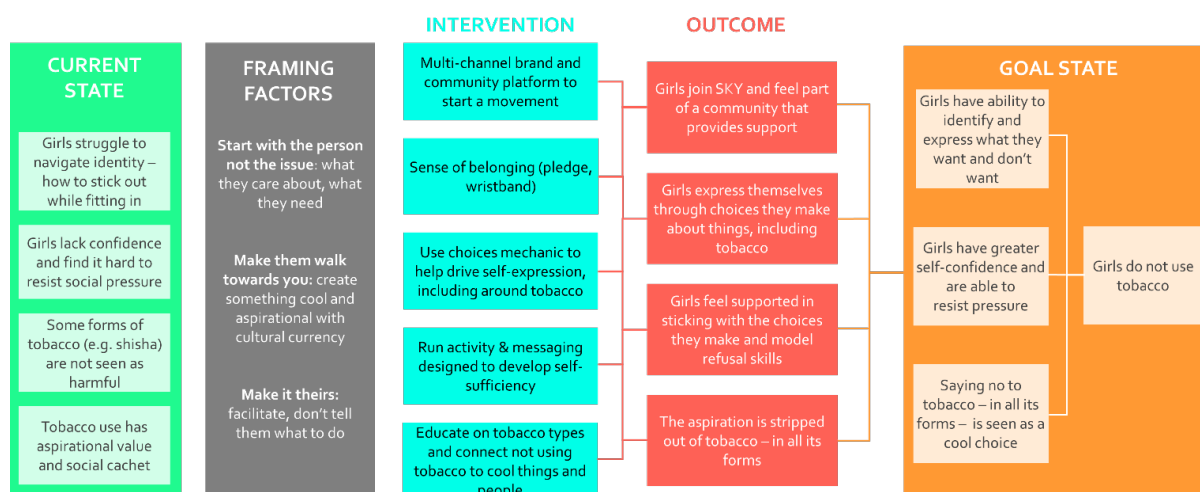 CURRENT
STATE
Girls struggle to
navigate identity –
how to stick out
while fitting in
Girls lack confidence
and find it hard to
resist social pressure
Some forms of
tobacco (e.g. shisha)
are not seen as
harmful
Tobacco use has
aspirational value
and social cachet
FRAMING
FACTORS
Start with the person
not the issue: what
they care about, what
they need
Make them walk
towards you: create
something cool and
aspirational with
cultural currency
Make it theirs:
facilitate, don't tell
them what to do
INTERVENTION
Multi-channel brand and
community platform to
start a movement
Sense of belonging (pledge,
wristband)
Use choices mechanic to
help drive self-expression,
including around tobacco
Run activity & messaging
designed to develop self-
sufficiency
Educate on tobacco types
and connect not using
tobacco to cool things and
people
OUTCOME
Girls join SKY and feel part
of a community that
provides support
Girls express themselves
through choices they make
about things, including
tobacco
Girls feel supported in
sticking with the choices
they make and model
refusal skills
The aspiration is stripped
out of tobacco – in all its
forms
GOAL STATE
Girls have ability to
identify and
express what they
want and don't
want
Girls have greater
self-confidence and
are able to
resist pressure
Saying no to
tobacco – in all its
forms – is seen as a
cool choice
Girls do not use
tobacco